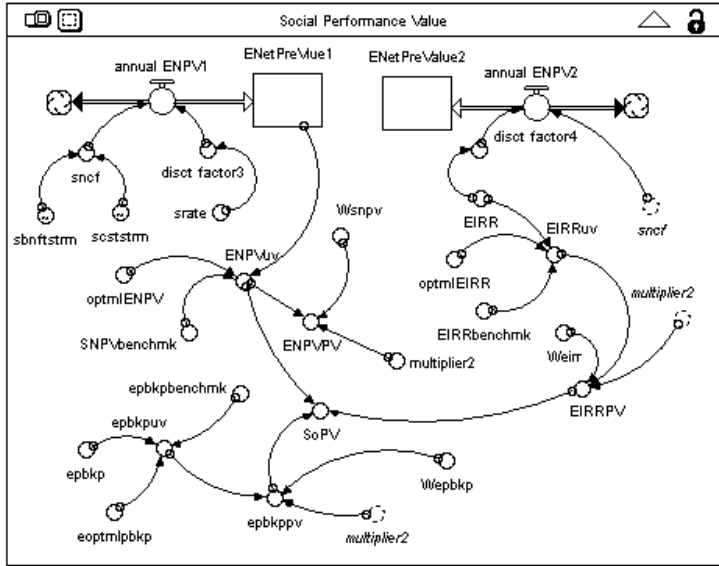 Social Performance Value
annual ENPV1
ENetPreVlue1
ENetPreValue2
annual ENPV2
sncf
disct factor3
disct factor4
sbnftstrm
scststrm
srate
Wsnpv
EIRR
EIRRuv
sncf
ENPVuv
optmlENPV
optmlEIRR
multiplier2
SNPVbenchmk
ENPVPV
EIRRbenchmk
Weirr
multiplier2
epbkpbenchmk
EIRRPV
epbkpuv
SoPV
epbkp
Wepbkp
eoptmlpbkp
epbkppv
multiplier2